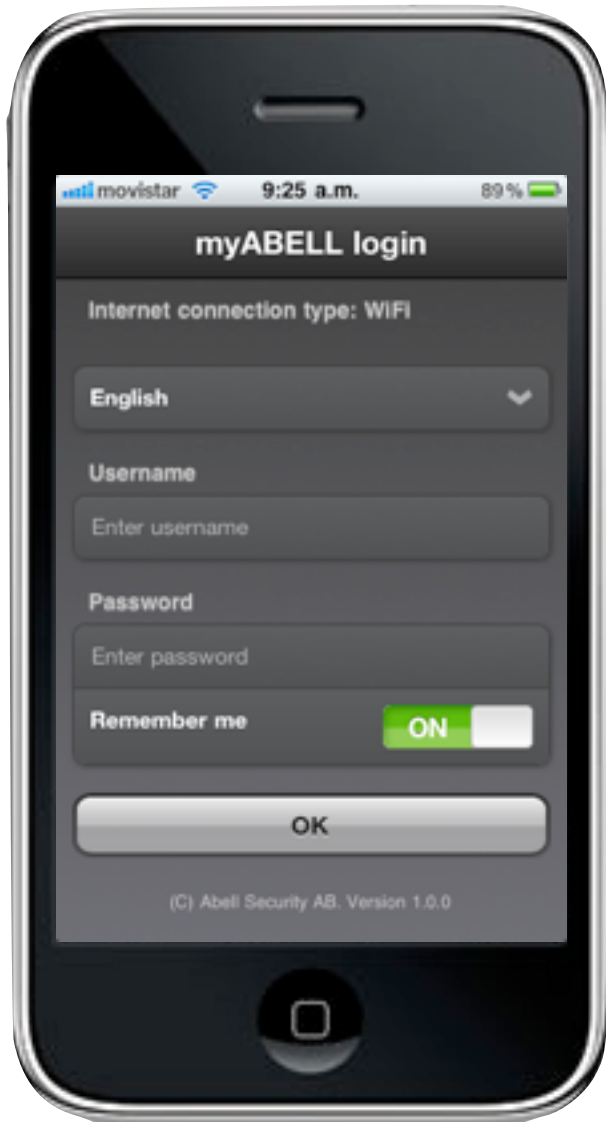 movistar 9:25 a.m. 89%
myABELL login
Internet connection type: WiFi
English
Username
Enter username
Password
Enter password
Remember me ON
OK
(C) Abell Security AB. Version 1.0.0